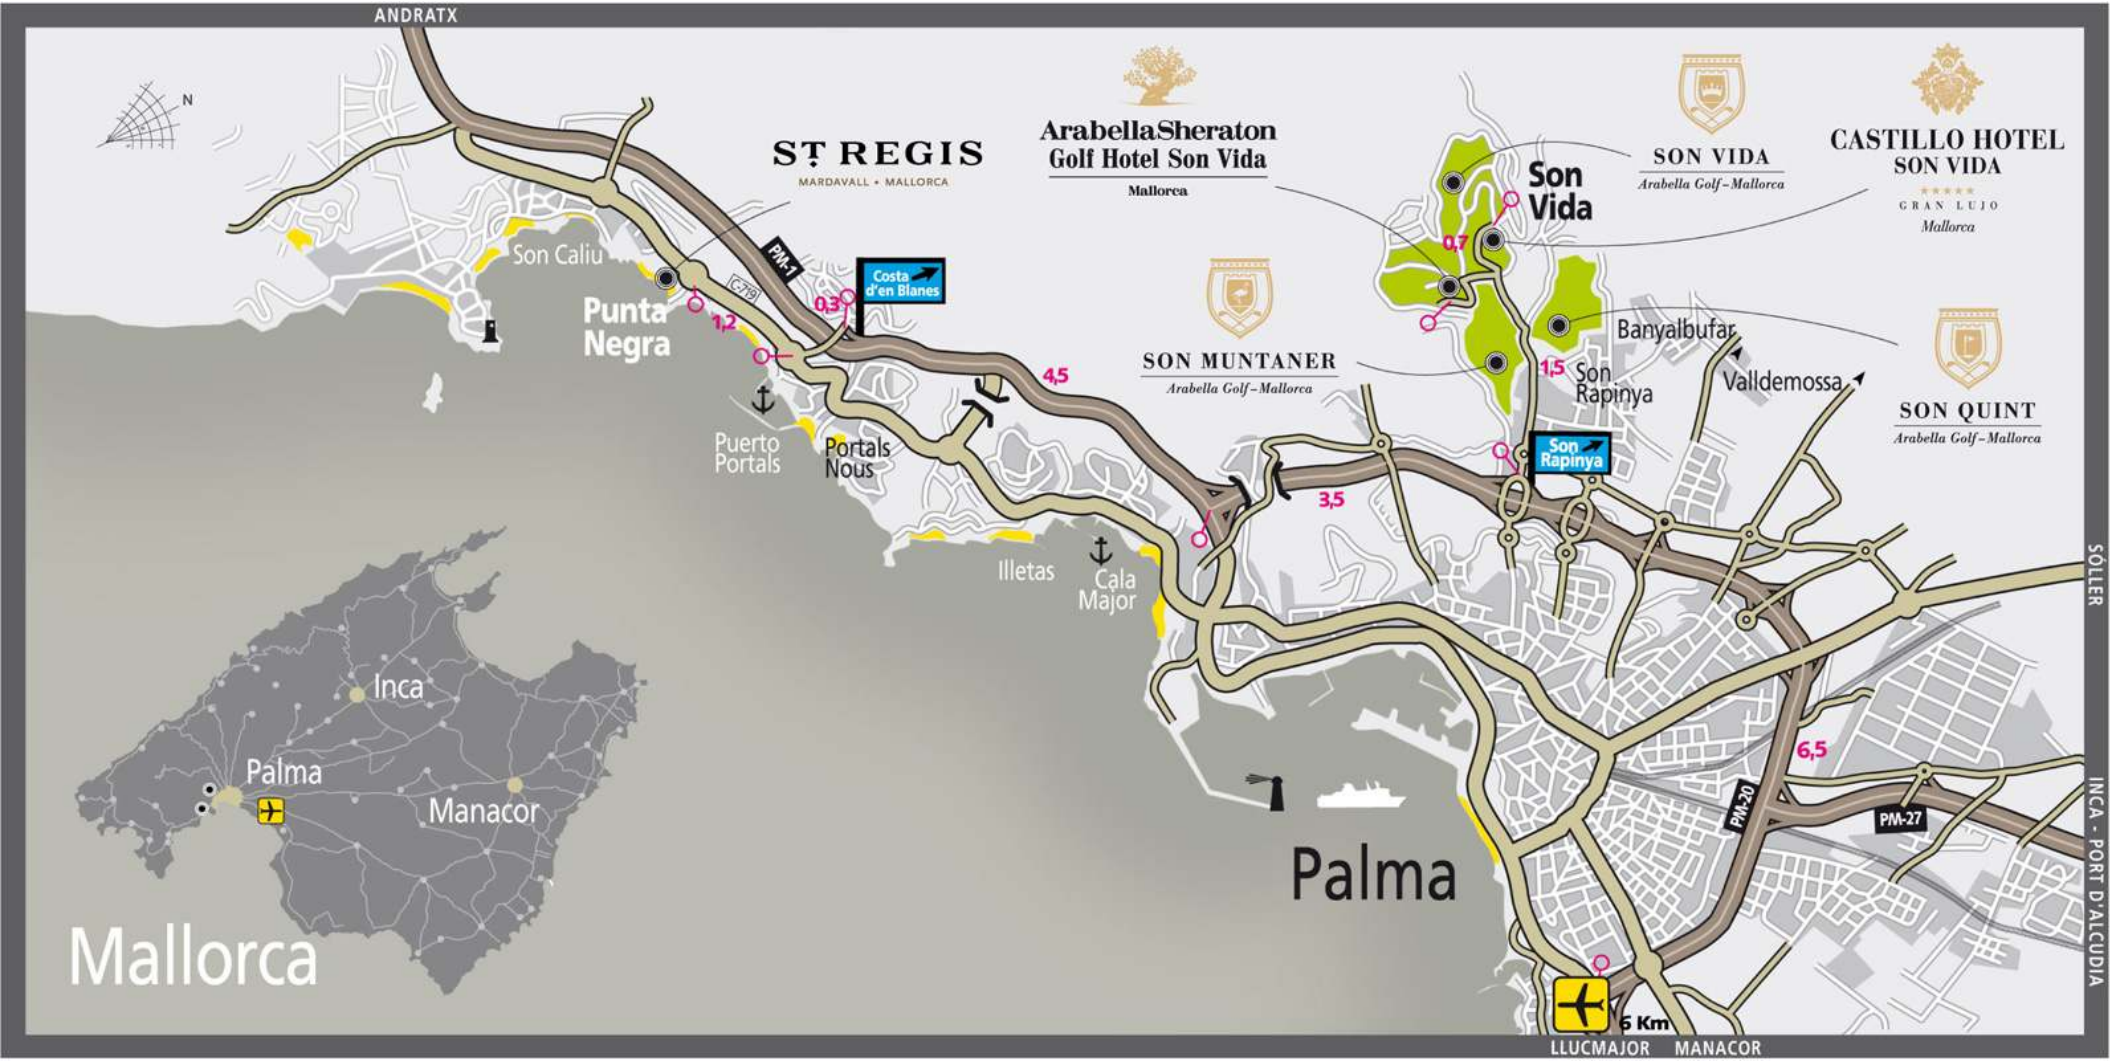 ANDRATX
N
ST. REGIS
MARDAVALL • MALLORCA
ArabellaSheraton
Golf Hotel Son Vida
Mallorca
SON VIDA
Arabella Golf–Mallorca
CASTILLO HOTEL
SON VIDA
GRAN LUJO
Mallorca
Son
Vida
0,7
PM-1
C-719
Costa
d'en Blanes
0,3
Son Caliu
Punta
Negra
1,2
SON MUNTANER
Arabella Golf–Mallorca
Banyalbufar
Valldemossa
1,5
Son
Rapinya
SON QUINT
Arabella Golf–Mallorca
4,5
Puerto
Portals
Portals
Nous
Son
Rapinya
3,5
Illetas
Cala
Major
SÓLLER
Inca
Palma
Manacor
Mallorca
Palma
6,5
PM-20
PM-27
INCA - PORT D'ALCUDIA
6 Km
LLUCMAJOR
MANACOR